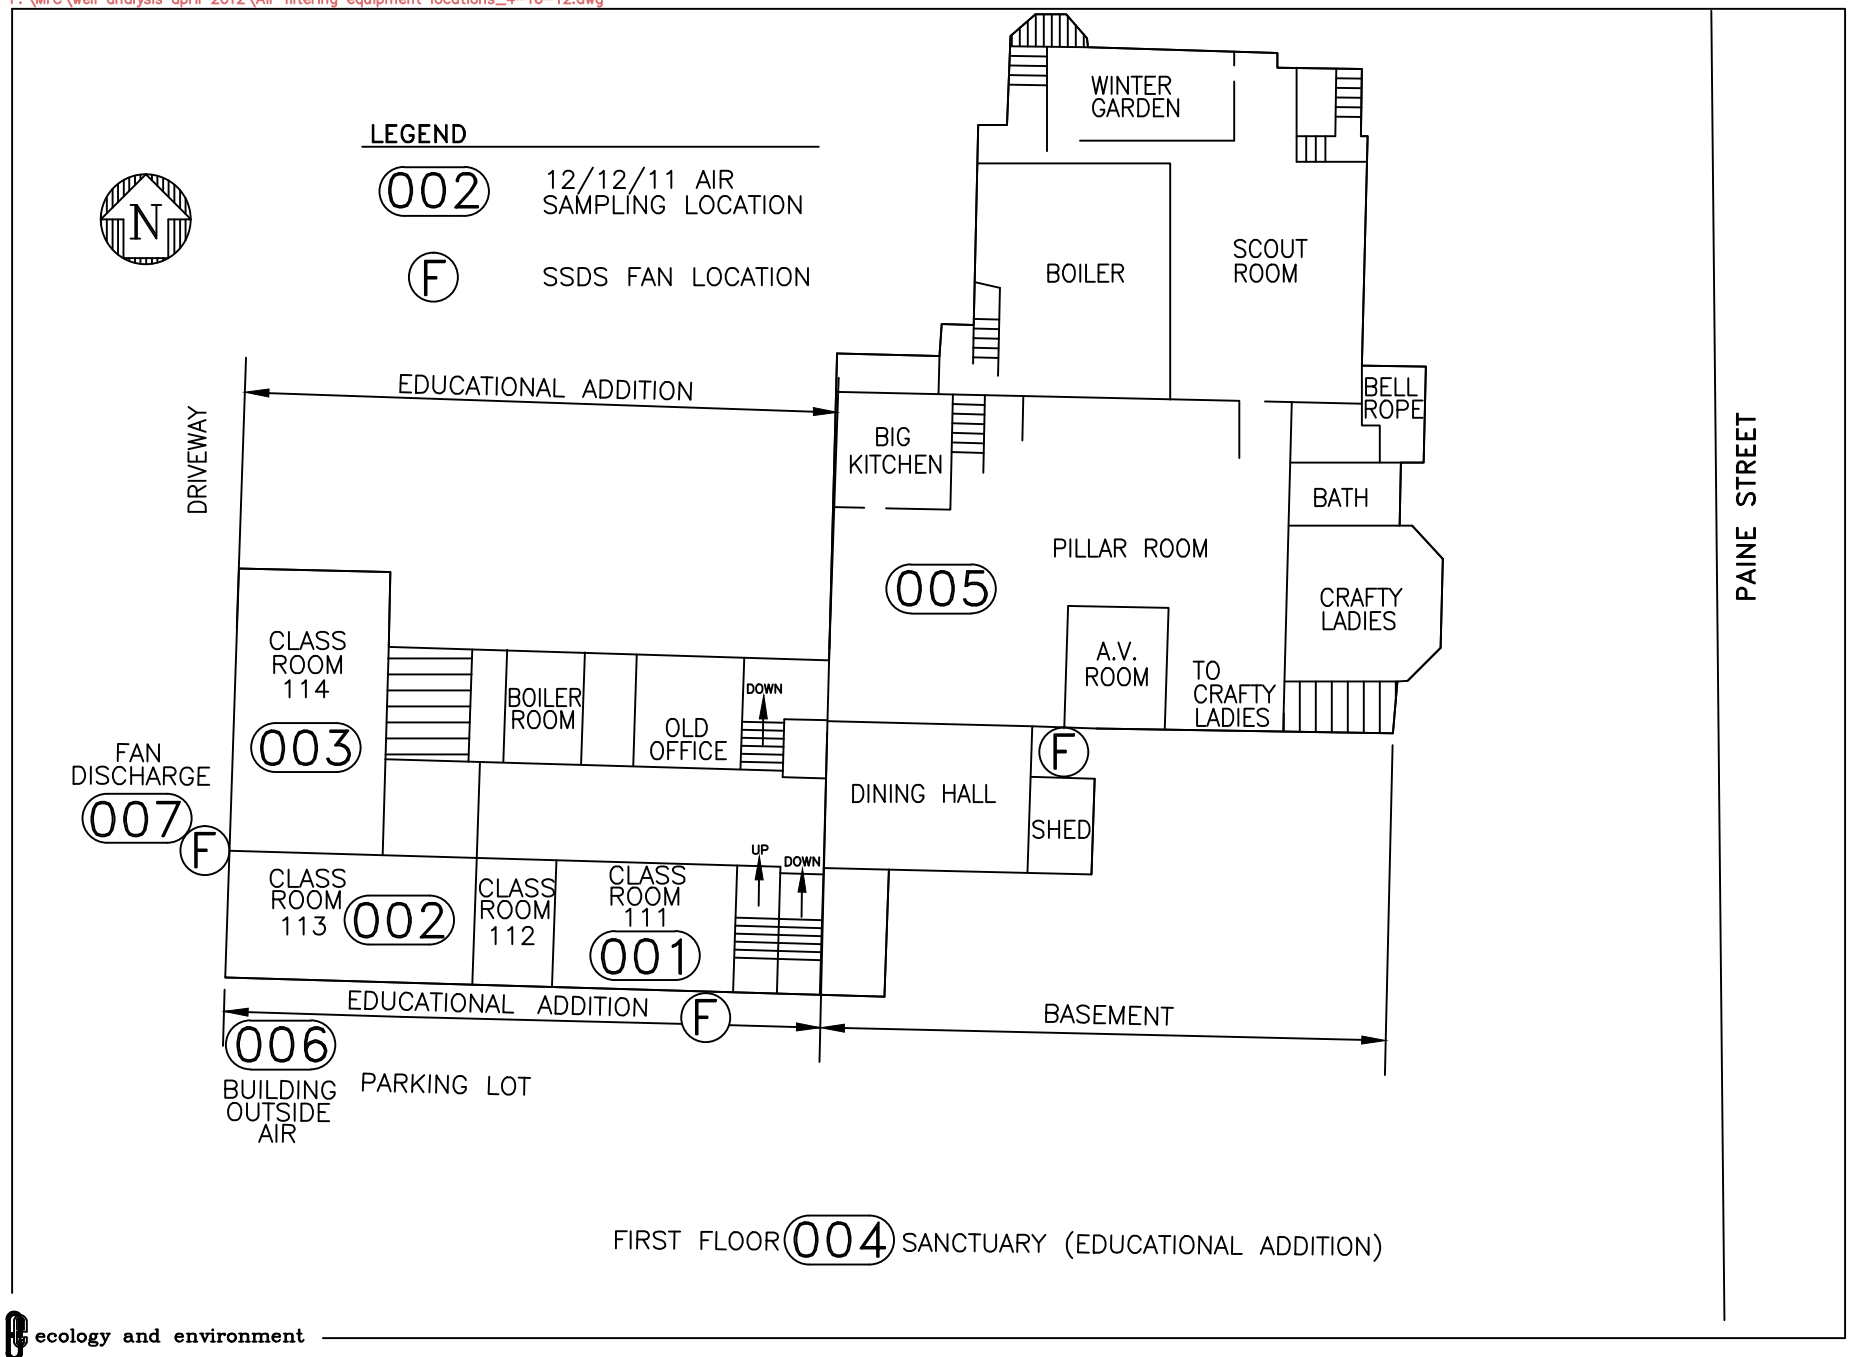 LEGEND
002
12/12/11 AIR
SAMPLING LOCATION
F
SSDS FAN LOCATION
N
WINTER
GARDEN
SCOUT
ROOM
BOILER
EDUCATIONAL ADDITION
DRIVEWAY
BELL
ROPE
BIG
KITCHEN
BATH
PAINE STREET
PILLAR ROOM
005
CRAFTY
LADIES
CLASS
ROOM
114
003
BOILER
ROOM
OLD
OFFICE
DOWN
A.V.
ROOM
TO
CRAFTY
LADIES
FAN
DISCHARGE
007
F
F
DINING HALL
SHED
UP
DOWN
CLASS
ROOM
113
002
CLASS
ROOM
112
CLASS
ROOM
111
001
EDUCATIONAL ADDITION
F
BASEMENT
006
BUILDING
OUTSIDE
AIR
PARKING LOT
FIRST FLOOR 004 SANCTUARY (EDUCATIONAL ADDITION)
ecology and environment